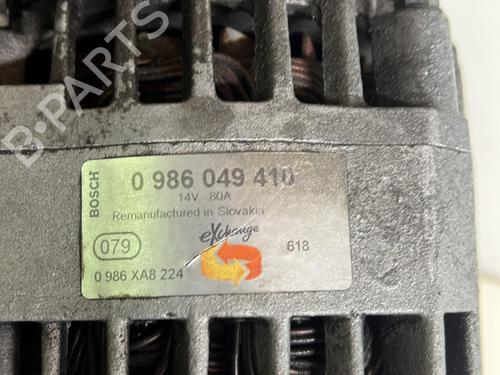 B-PARTS
BOSCH
0 986 049 410
14V 80A
Remanufactured in Slovakia
079
eXchange
618
0 986 XA8 224